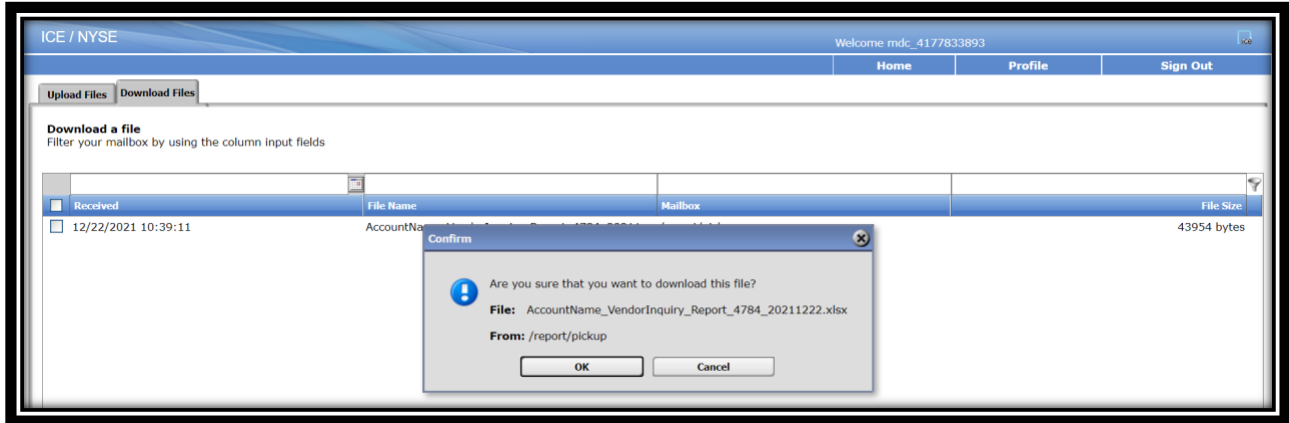 ICE / NYSE
Welcome mdc_4177833893
Home Profile Sign Out
Upload Files Download Files
Download a file
Filter your mailbox by using the column input fields
Received File Name Mailbox File Size
12/22/2021 10:39:11 43954 bytes
Confirm
Are you sure that you want to download this file?
File: AccountName_VendorInquiry_Report_4784_20211222.xlsx
From: /report/pickup
OK Cancel